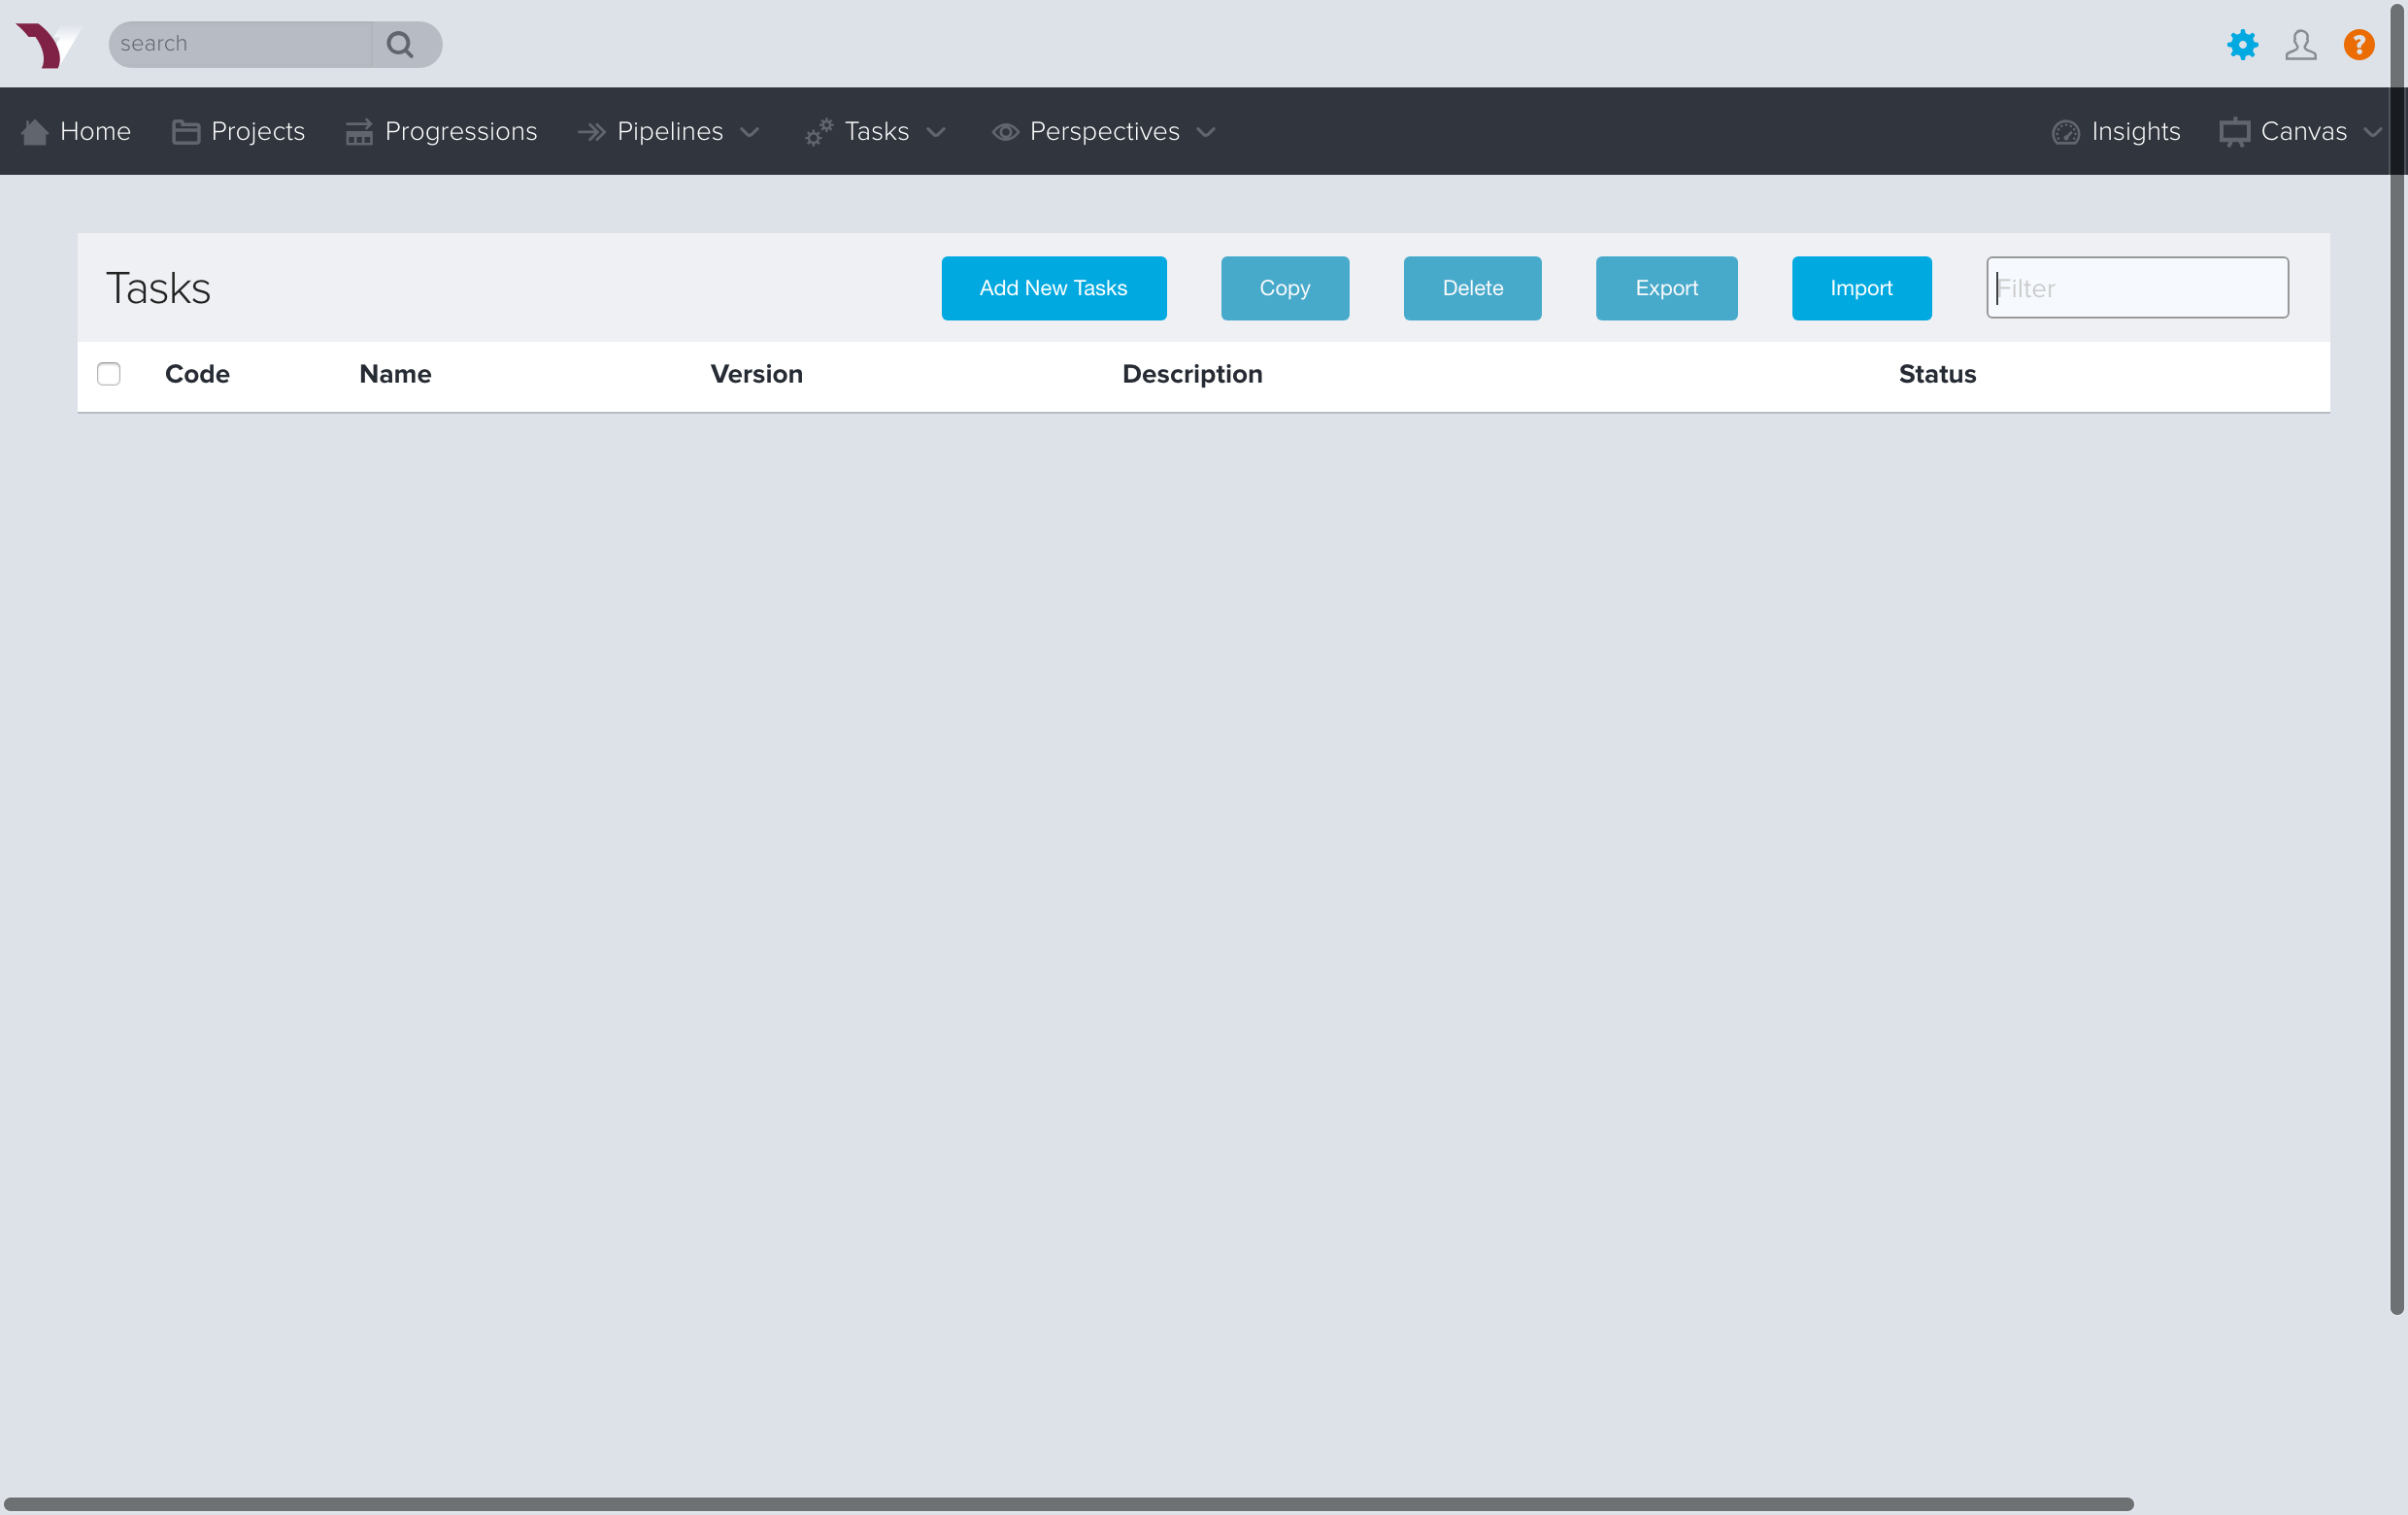 search
?
Home Projects Progressions Pipelines Tasks Perspectives Insights Canvas
Tasks Add New Tasks Copy Delete Export Import Filter
Code Name Version Description Status